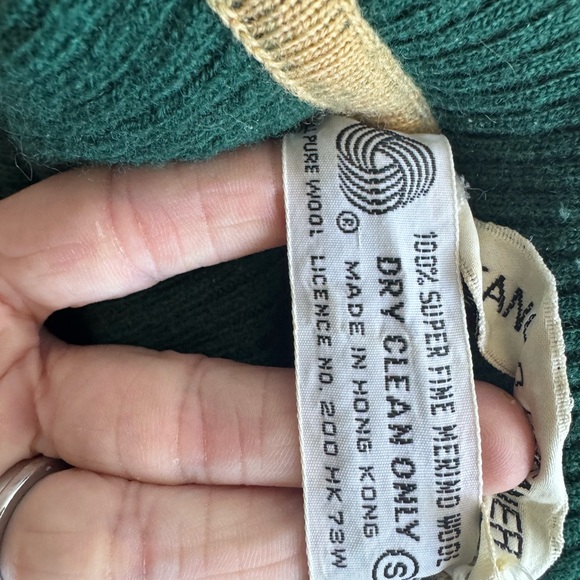 PURE WOOL
®
100% SUPER FINE MERINO WOOL
DRY CLEAN ONLY Ⓢ
MADE IN HONG KONG
LICENCE NO. 200 HK 73W